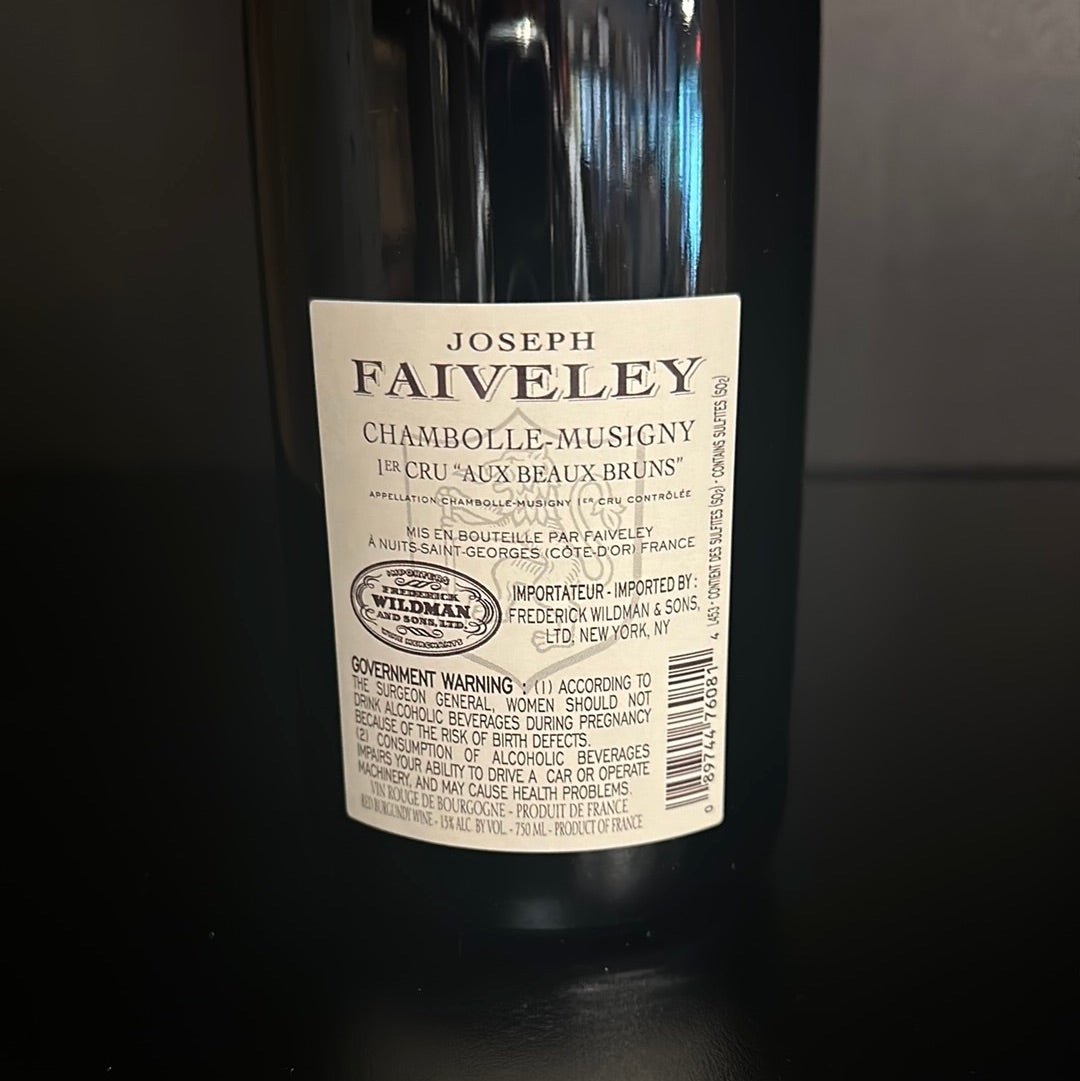 JOSEPH
FAIVELEY
CHAMBOLLE-MUSIGNY
1ER CRU "AUX BEAUX BRUNS"
APPELLATION CHAMBOLLE-MUSIGNY 1ER CRU CONTRÔLÉE
MIS EN BOUTEILLE PAR FAIVELEY
À NUITS-SAINT-GEORGES (CÔTE-D'OR) FRANCE
IMPORTERS
FREDERICK
WILDMAN
AND SONS, LTD.
WINE MERCHANTS
IMPORTATEUR - IMPORTED BY :
FREDERICK WILDMAN & SONS,
LTD, NEW YORK, NY
GOVERNMENT WARNING : (1) ACCORDING TO
THE SURGEON GENERAL, WOMEN SHOULD NOT
DRINK ALCOHOLIC BEVERAGES DURING PREGNANCY
BECAUSE OF THE RISK OF BIRTH DEFECTS.
(2) CONSUMPTION OF ALCOHOLIC BEVERAGES
IMPAIRS YOUR ABILITY TO DRIVE A CAR OR OPERATE
MACHINERY, AND MAY CAUSE HEALTH PROBLEMS.
VIN ROUGE DE BOURGOGNE - PRODUIT DE FRANCE
RED BURGUNDY WINE - 13% ALC. BY VOL. - 750 ML - PRODUCT OF FRANCE
0 89744 76081 4
L453 - CONTIENT DES SULFITES (SO2) - CONTAINS SULFITES (SO2)